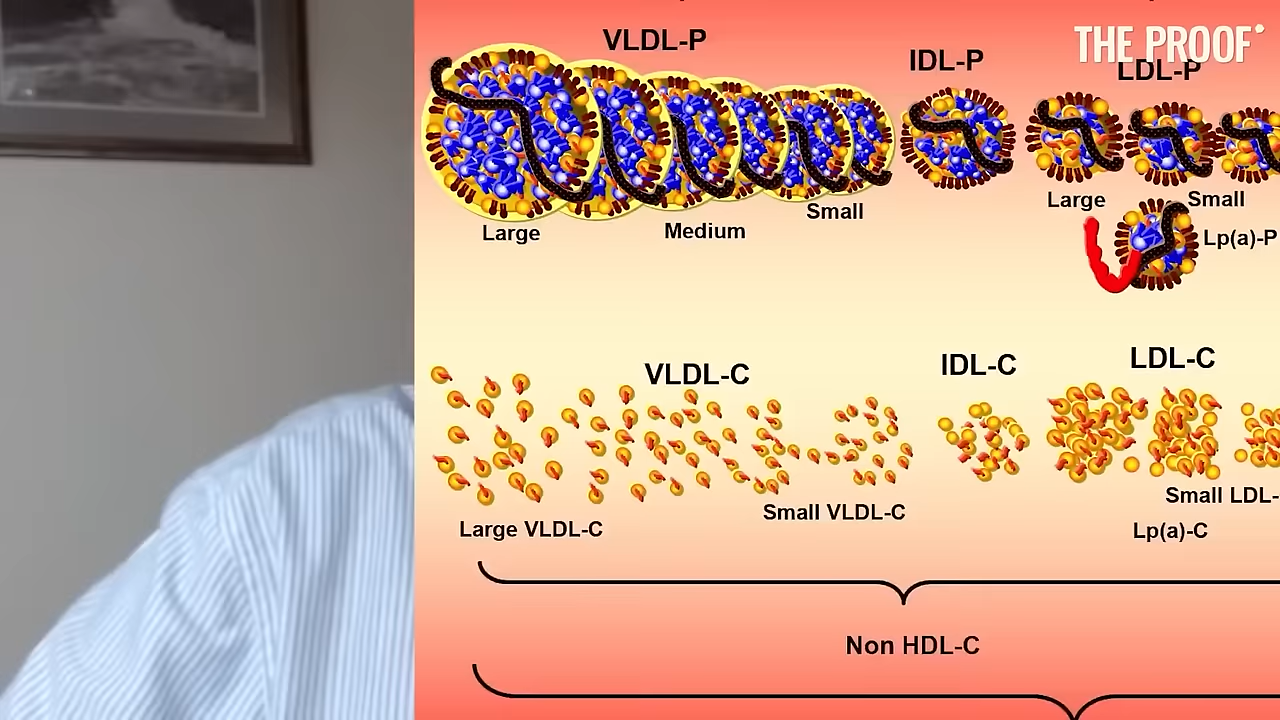 THE PROOF
VLDL-P
IDL-P
LDL-P
Large
Medium
Small
Large
Small
Lp(a)-P
VLDL-C
IDL-C
LDL-C
Large VLDL-C
Small VLDL-C
Small LDL-
Lp(a)-C
Non HDL-C